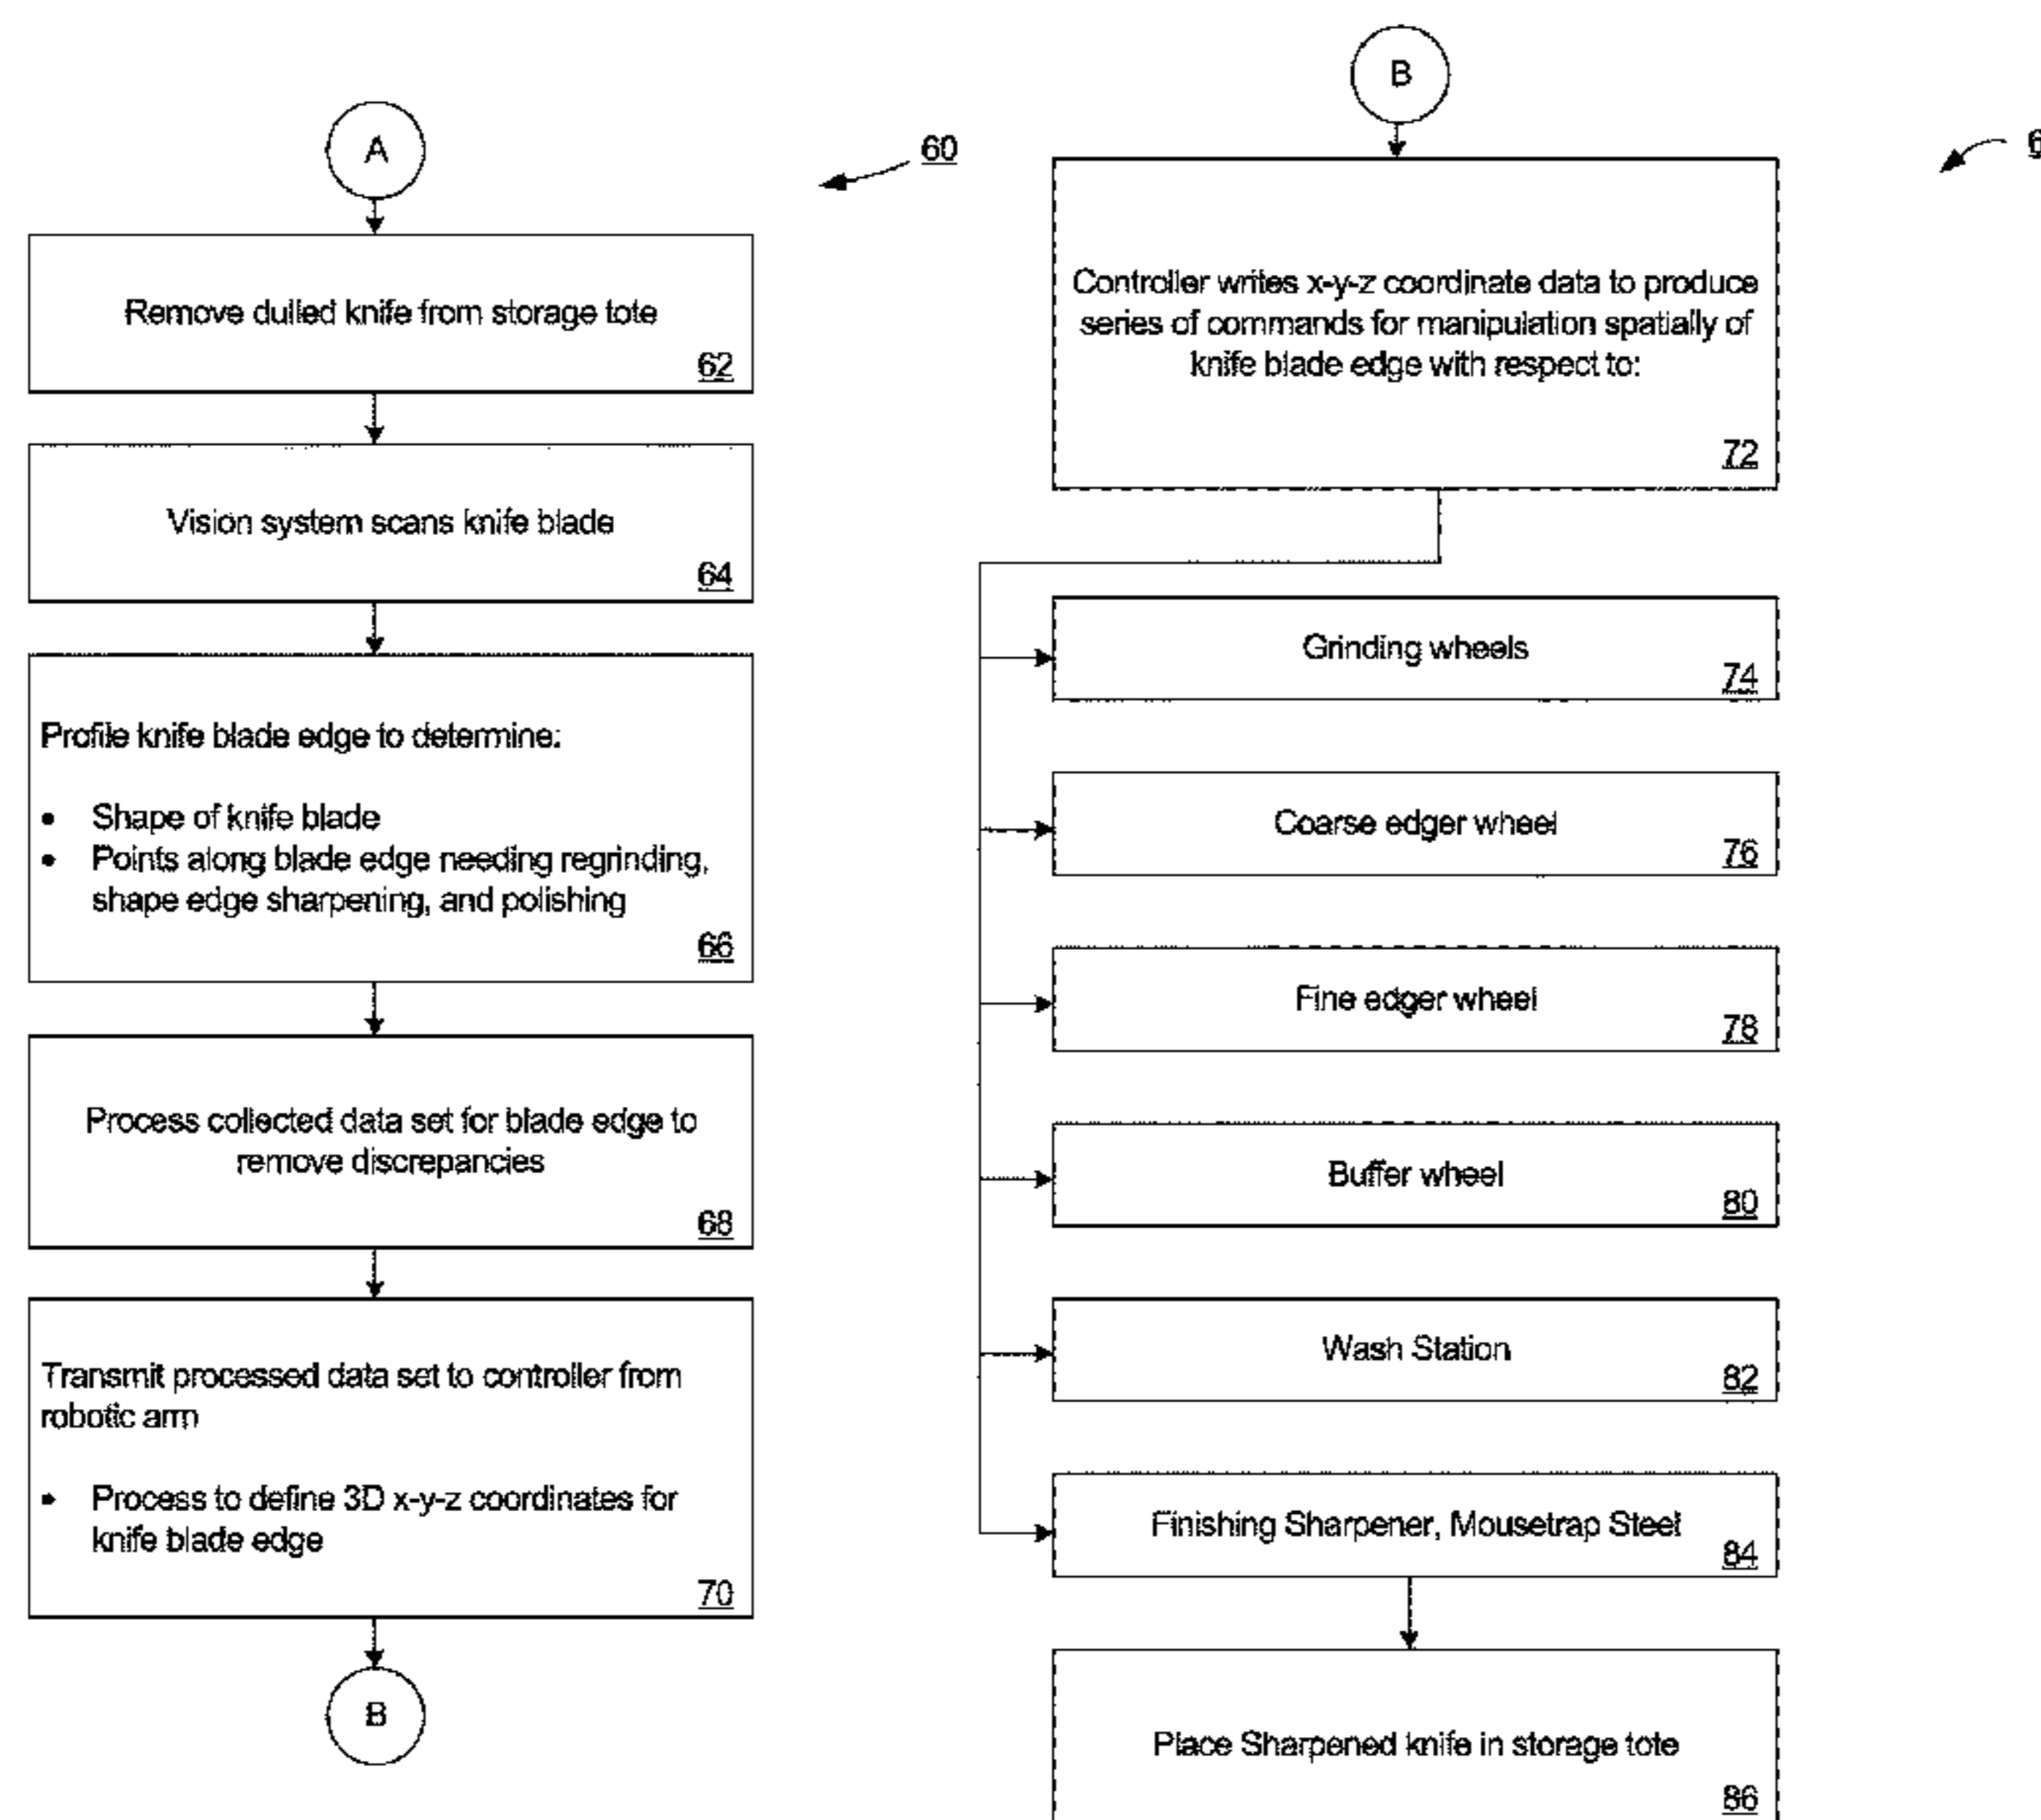 A
60
Remove dulled knife from storage tote
62
Vision system scans knife blade
64
Profile knife blade edge to determine:
• Shape of knife blade
• Points along blade edge needing regrinding,
shape edge sharpening, and polishing
66
Process collected data set for blade edge to
remove discrepancies
68
Transmit processed data set to controller from
robotic arm
• Process to define 3D x-y-z coordinates for
knife blade edge
70
B
B
Controller writes x-y-z coordinate data to produce
series of commands for manipulation spatially of
knife blade edge with respect to:
72
Grinding wheels
74
Coarse edger wheel
76
Fine edger wheel
78
Buffer wheel
80
Wash Station
82
Finishing Sharpener, Mousetrap Steel
84
Place Sharpened knife in storage tote
86